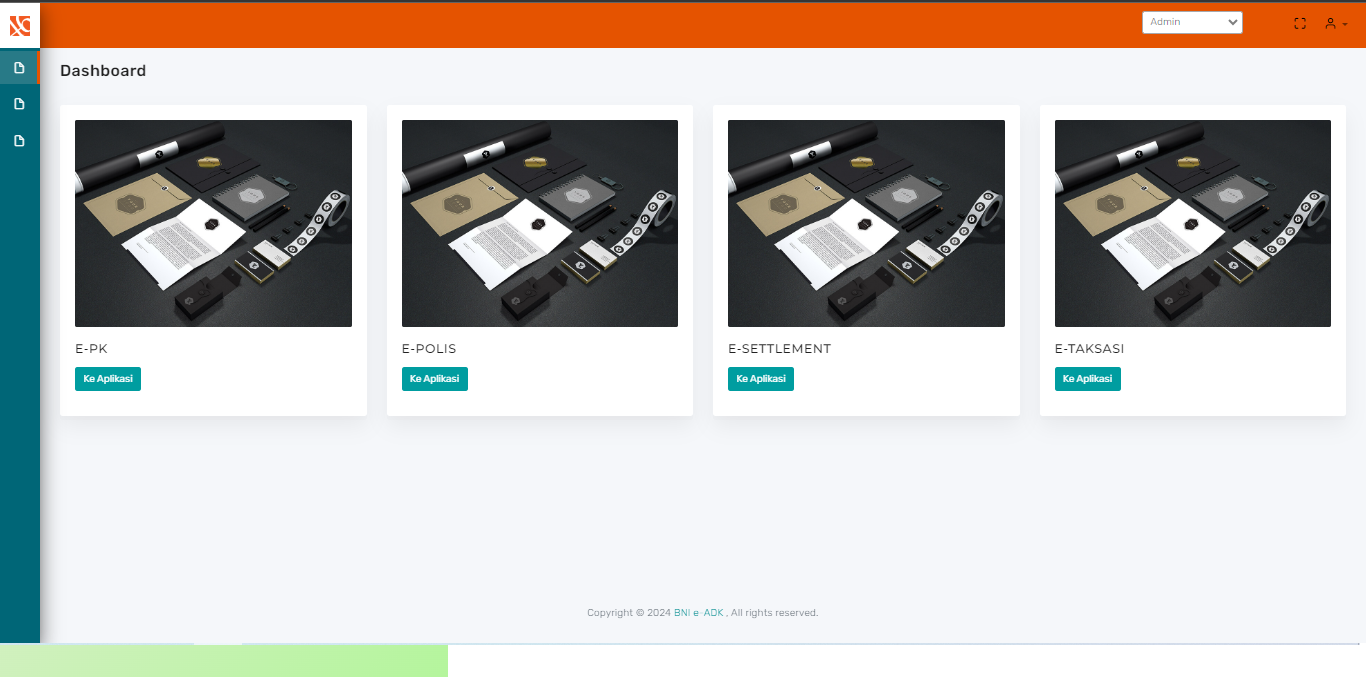 Admin
Dashboard
E-PK
Ke Aplikasi
E-POLIS
Ke Aplikasi
E-SETTLEMENT
Ke Aplikasi
E-TAKSASI
Ke Aplikasi
Copyright © 2024 BNI e-ADK , All rights reserved.